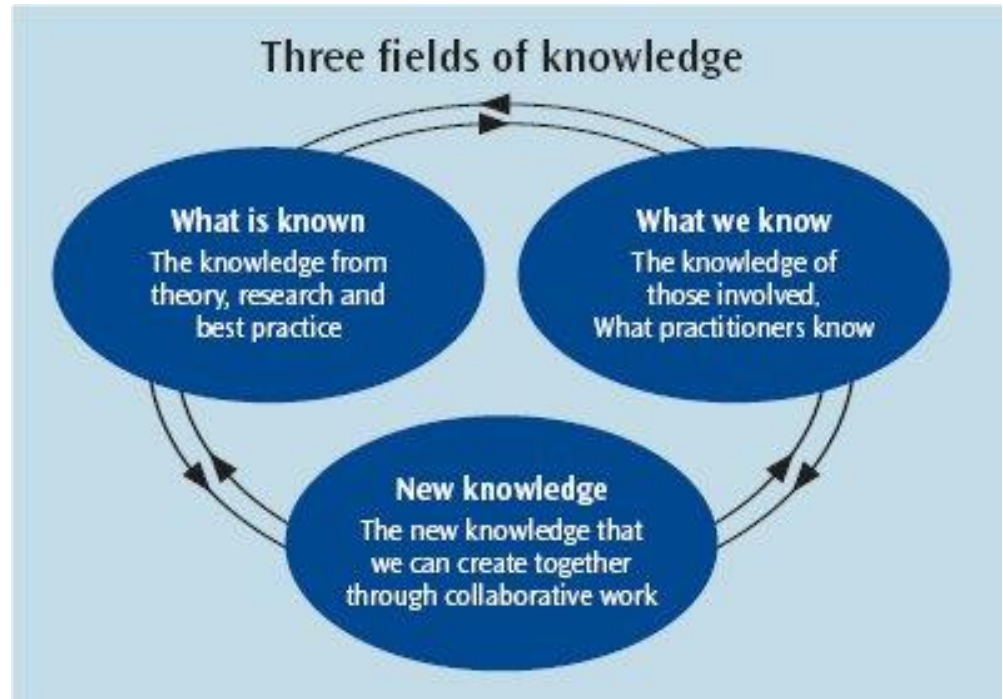 Three fields of knowledge
What is known
The knowledge from
theory, research and
best practice
What we know
The knowledge of
those involved.
What practitioners know
New knowledge
The new knowledge that
we can create together
through collaborative work